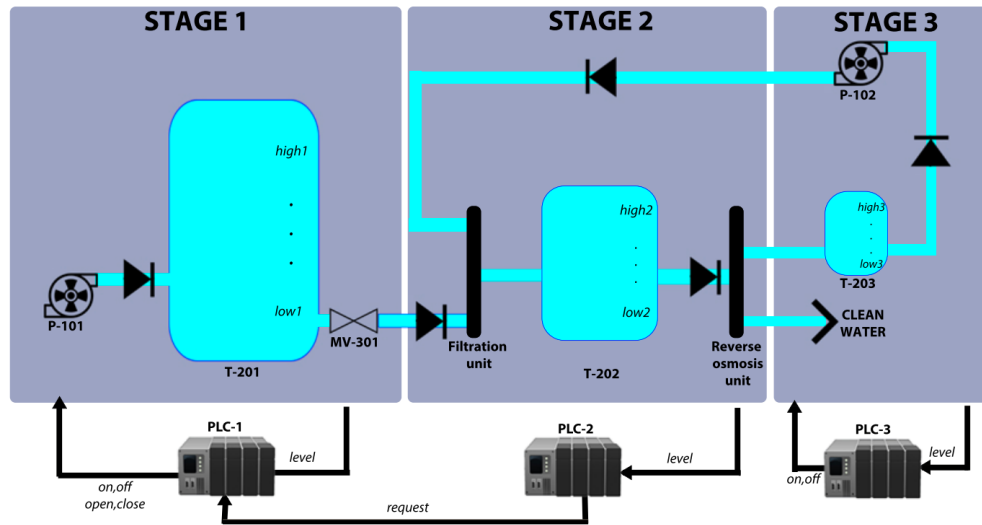 STAGE 1
STAGE 2
STAGE 3
P-102
high1
high2
high3
.
.
.
low1
low2
low3
P-101
MV-301
T-201
Filtration
unit
T-202
Reverse
osmosis
unit
T-203
CLEAN
WATER
PLC-1
PLC-2
PLC-3
level
level
level
on,off
open,close
on,off
request